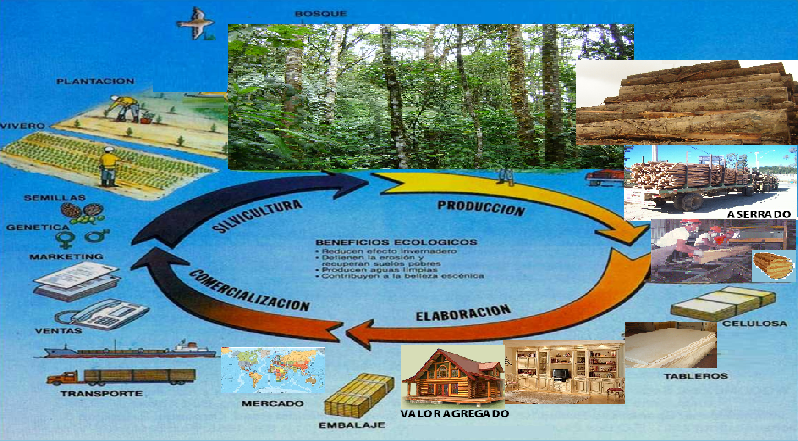 BOSQUE
PLANTACION
VIVERO
SEMILLAS
GENETICA
MARKETING
VENTAS
TRANSPORTE
SILVICULTURA
PRODUCCION
BENEFICIOS ECOLOGICOS
• Reducen efecto invernadero
• Detienen la erosión y
recuperan suelos pobres
• Producen aguas limpias
• Contribuyen a la belleza escénica
COMERCIALIZACION
ELABORACION
ASERRADO
CELULOSA
TABLEROS
VALOR AGREGADO
MERCADO
EMBALAJE